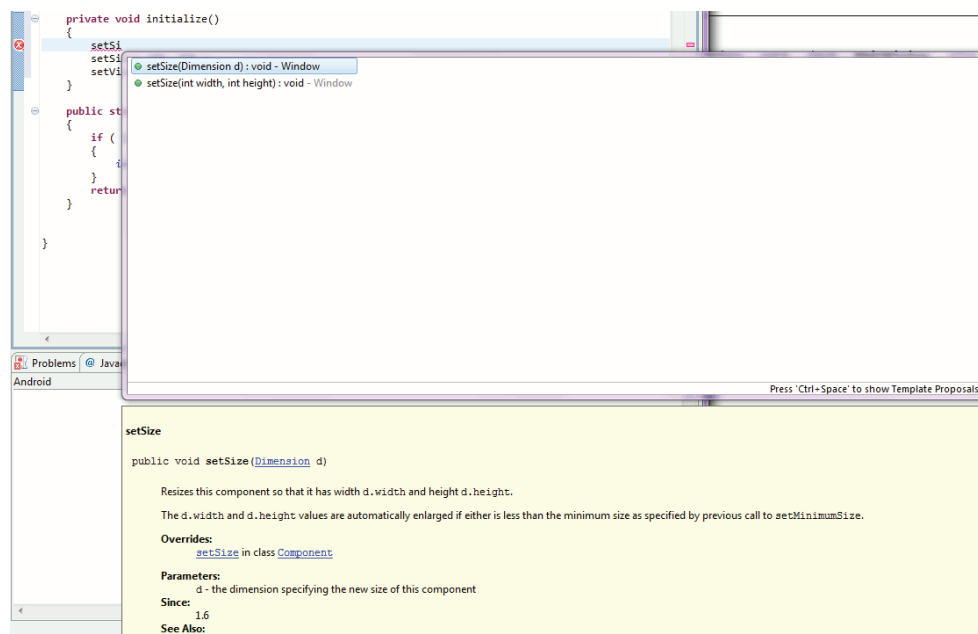 private void initialize()
{
setSi
setSi
setVi
}
public st
{
if (
{
i
}
retur
}
}
setSize(Dimension d) : void - Window
setSize(int width, int height) : void - Window
Press 'Ctrl+Space' to show Template Proposals
Problems @ Javad
Android
setSize
public void setSize(Dimension d)
Resizes this component so that it has width d.width and height d.height.
The d.width and d.height values are automatically enlarged if either is less than the minimum size as specified by previous call to setMinimumSize.
Overrides:
setSize in class Component
Parameters:
d - the dimension specifying the new size of this component
Since:
1.6
See Also: